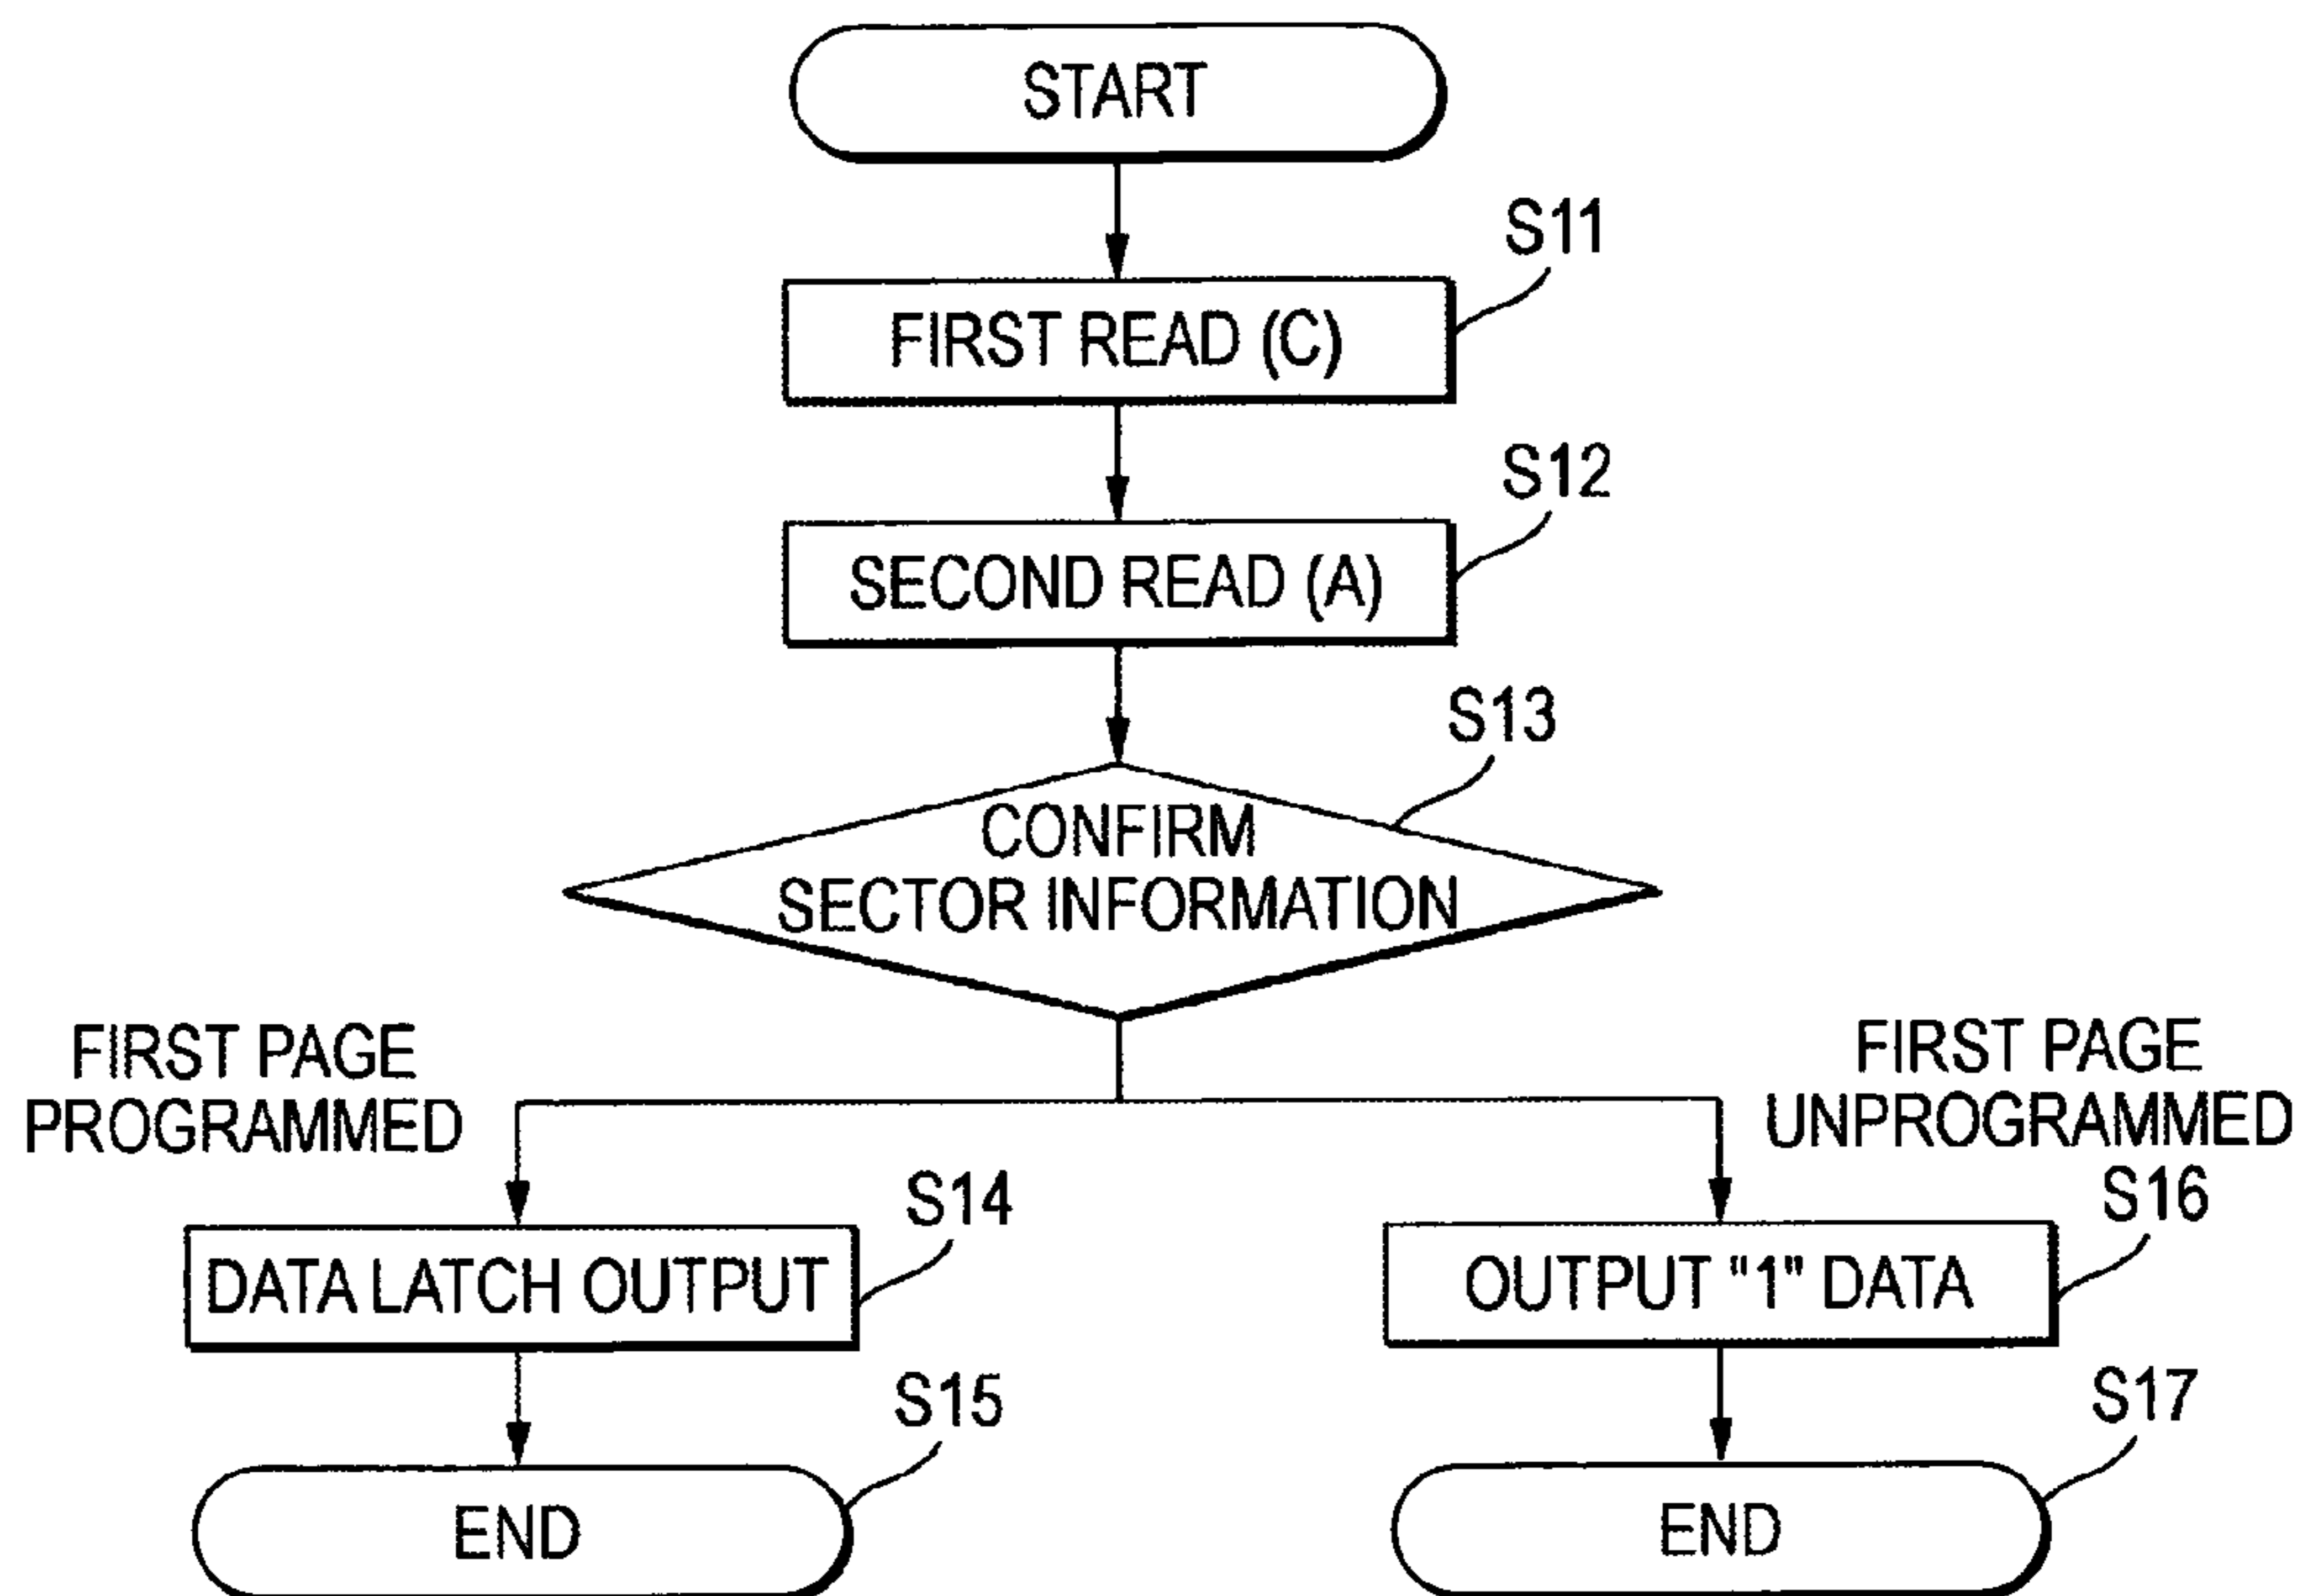 START
S11
FIRST READ (C)
S12
SECOND READ (A)
S13
CONFIRM
SECTOR INFORMATION
FIRST PAGE
PROGRAMMED
FIRST PAGE
UNPROGRAMMED
S14
DATA LATCH OUTPUT
S16
OUTPUT "1" DATA
S15
END
S17
END